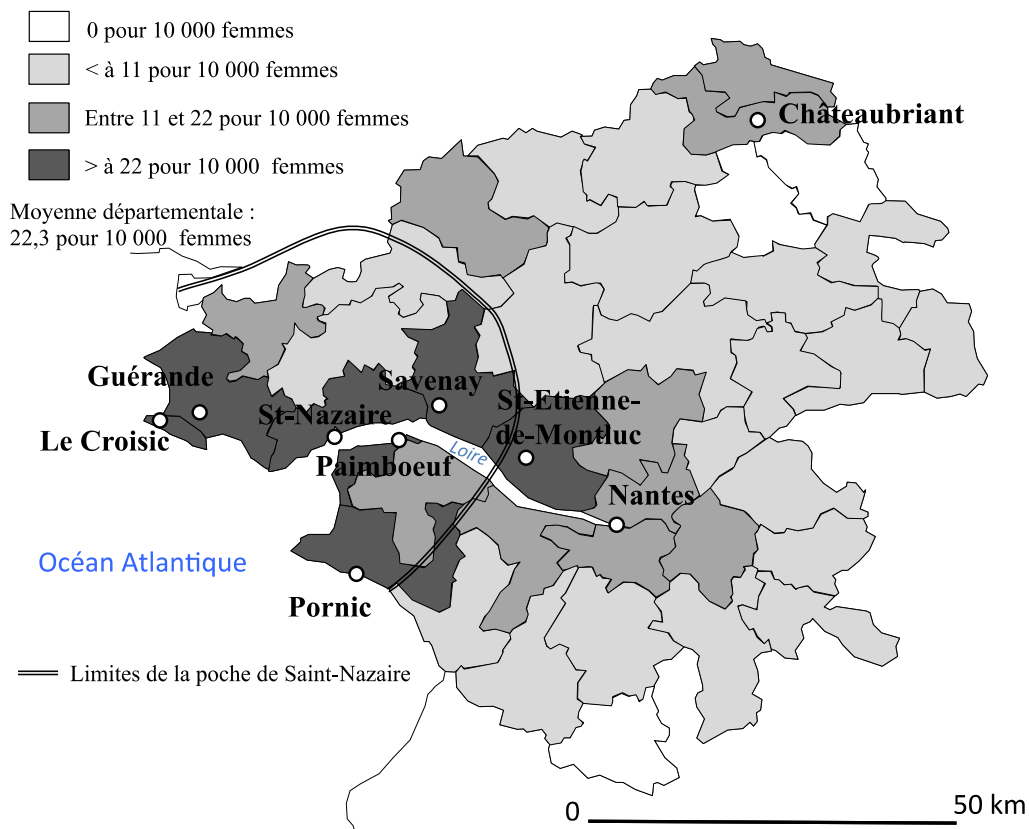 0 pour 10 000 femmes
< à 11 pour 10 000 femmes
Entre 11 et 22 pour 10 000 femmes
> à 22 pour 10 000 femmes
Moyenne départementale :
22,3 pour 10 000 femmes
Châteaubriant
Guérande
Savenay
St-Nazaire
St-Etienne-
de-Montluc
Le Croisic
Paimboeuf
Loire
Nantes
Océan Atlantique
Pornic
Limites de la poche de Saint-Nazaire
0
50 km